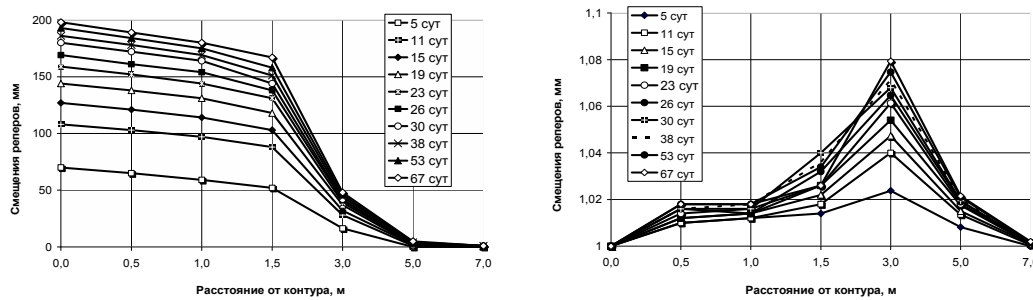 200
150
100
50
0
0,0 0,5 1,0 1,5 3,0 5,0 7,0
Смещение реперов, мм
Расстояние от контура, м
5 сут
11 сут
15 сут
19 сут
23 сут
26 сут
30 сут
38 сут
53 сут
67 сут
1,1
1,08
1,06
1,04
1,02
1
0,0 0,5 1,0 1,5 3,0 5,0 7,0
Смещения реперов, мм
Расстояние от контура, м
5 сут
11 сут
15 сут
19 сут
23 сут
26 сут
30 сут
38 сут
53 сут
67 сут